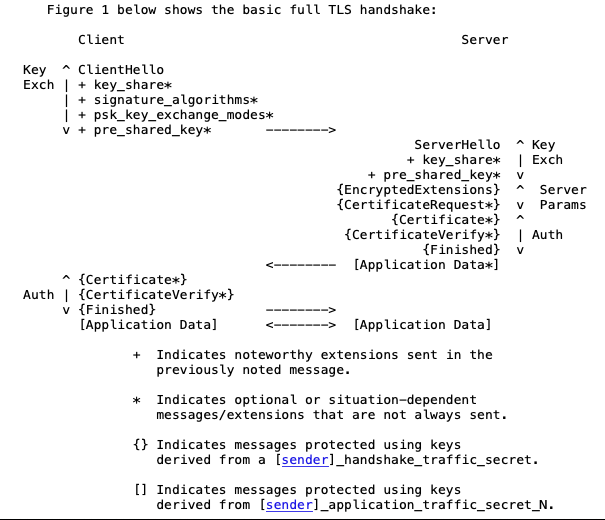 Figure 1 below shows the basic full TLS handshake:
Client                                           Server
Key  ^ ClientHello
Exch | + key_share*
     | + signature_algorithms*
     | + psk_key_exchange_modes*
     v + pre_shared_key*       -------->
                                                  ServerHello  ^ Key
                                                 + key_share*  | Exch
                                            + pre_shared_key*  v
                                        {EncryptedExtensions}  ^  Server
                                        {CertificateRequest*}  v  Params
                                               {Certificate*}  ^
                                         {CertificateVerify*}  | Auth
                                                   {Finished}  v
                               <--------  [Application Data*]
     ^ {Certificate*}
Auth | {CertificateVerify*}
     v {Finished}              -------->
       [Application Data]      <------->  [Application Data]
+  Indicates noteworthy extensions sent in the
   previously noted message.
*  Indicates optional or situation-dependent
   messages/extensions that are not always sent.
{} Indicates messages protected using keys
   derived from a [sender]_handshake_traffic_secret.
[] Indicates messages protected using keys
   derived from [sender]_application_traffic_secret_N.